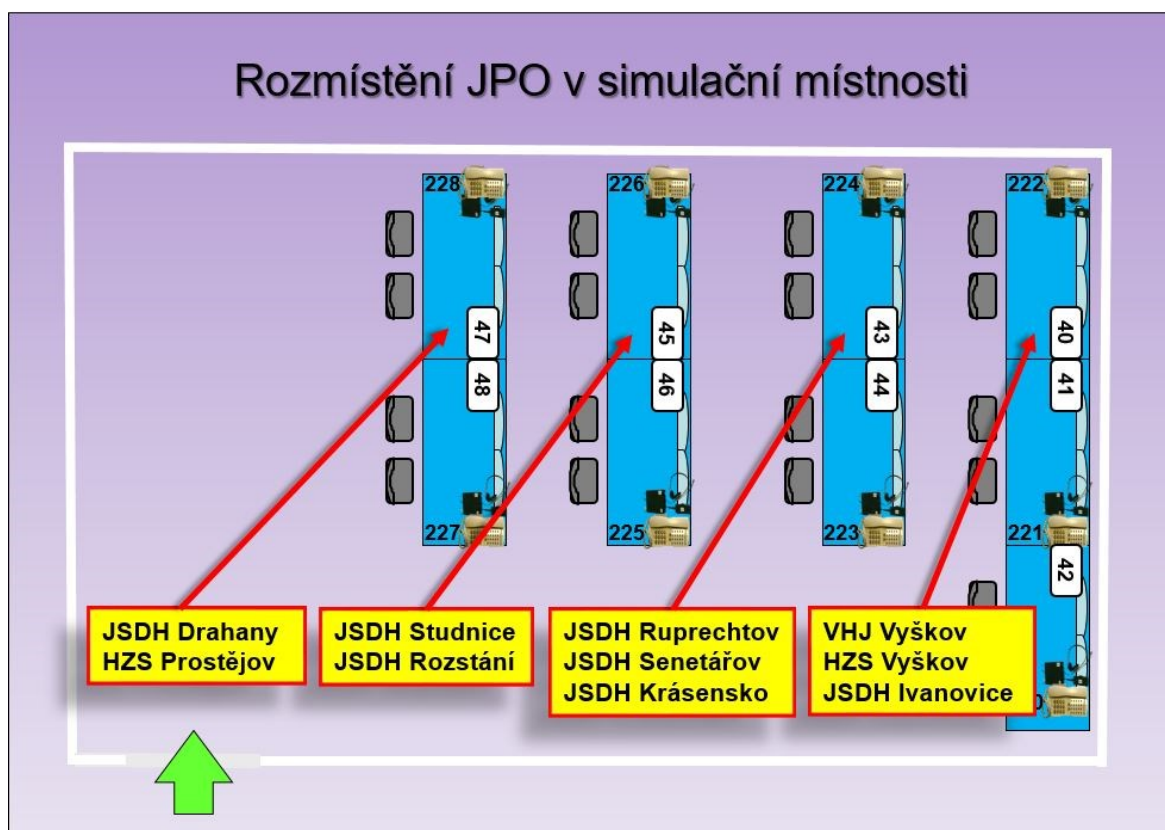 Rozmístění JPO v simulační místnosti
228
226
224
222
47
45
43
40
48
46
44
41
227
225
223
221
42
JSDH Drahany
HZS Prostějov
JSDH Studnice
JSDH Rozstání
JSDH Ruprechtov
JSDH Senetářov
JSDH Krásensko
VHJ Vyškov
HZS Vyškov
JSDH Ivanovice